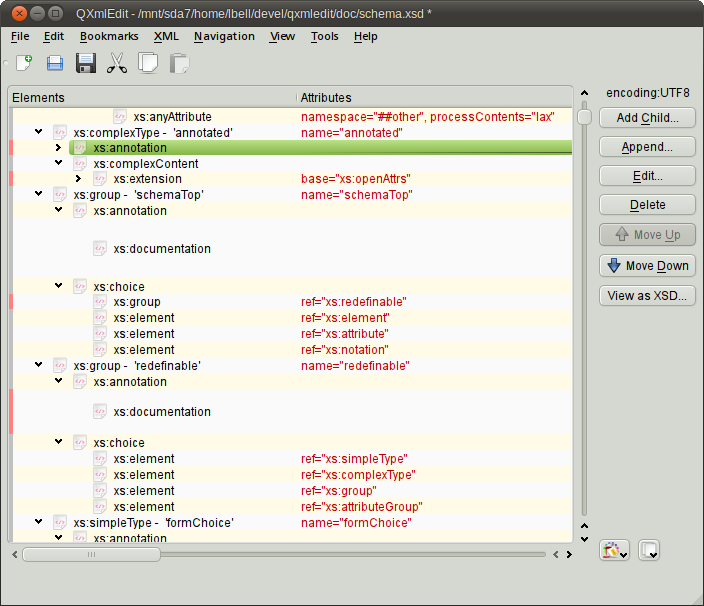 QXmlEdit - /mnt/sda7/home/lbell/devel/qxmledit/doc/schema.xsd *
File Edit Bookmarks XML Navigation View Tools Help
Elements Attributes
encoding:UTF8
xs:anyAttribute namespace="##other", processContents="lax"
Add Child...
xs:complexType - 'annotated' name="annotated"
xs:annotation
Append...
xs:complexContent
xs:extension base="xs:openAttrs"
Edit...
xs:group - 'schemaTop' name="schemaTop"
Delete
xs:annotation
Move Up
xs:documentation
Move Down
xs:choice
View as XSD...
xs:group ref="xs:redefinable"
xs:element ref="xs:element"
xs:element ref="xs:attribute"
xs:element ref="xs:notation"
xs:group - 'redefinable' name="redefinable"
xs:annotation
xs:documentation
xs:choice
xs:element ref="xs:simpleType"
xs:element ref="xs:complexType"
xs:element ref="xs:group"
xs:element ref="xs:attributeGroup"
xs:simpleType - 'formChoice' name="formChoice"
xs:annotation